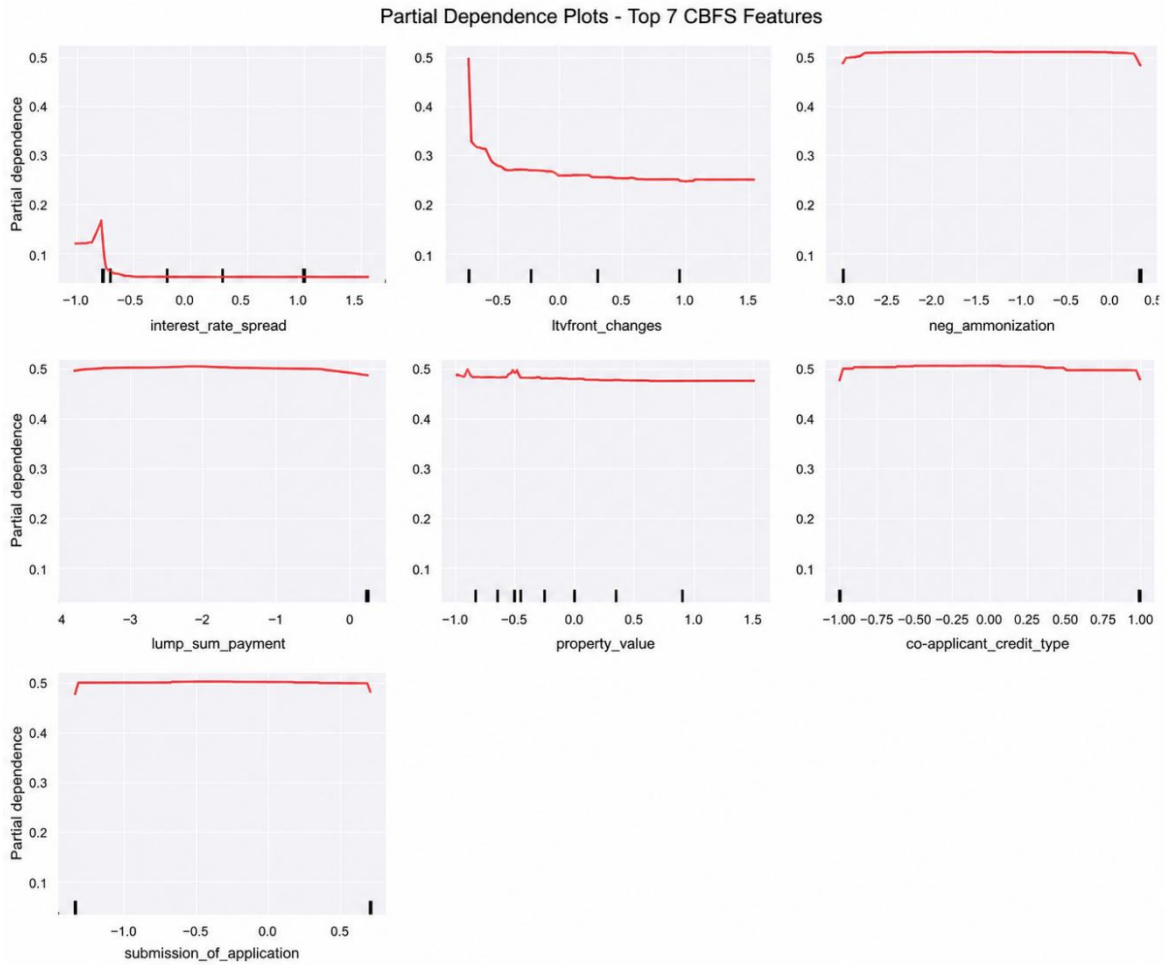 Partial Dependence Plots - Top 7 CBFS Features
Partial dependence
0.5
0.4
0.3
0.2
0.1
−1.0 −0.5 0.0 0.5 1.0 1.5
interest_rate_spread
0.5
0.4
0.3
0.2
0.1
−0.5 0.0 0.5 1.0 1.5
ltvfront_changes
0.5
0.4
0.3
0.2
0.1
−3.0 −2.5 −2.0 −1.5 −1.0 −0.5 0.0 0.5
neg_ammonization
Partial dependence
0.5
0.4
0.3
0.2
0.1
4 −3 −2 −1 0
lump_sum_payment
0.5
0.4
0.3
0.2
0.1
−1.0 −0.5 0.0 0.5 1.0 1.5
property_value
0.5
0.4
0.3
0.2
0.1
−1.00 −0.75 −0.50 −0.25 0.00 0.25 0.50 0.75 1.00
co-applicant_credit_type
Partial dependence
0.5
0.4
0.3
0.2
0.1
−1.0 −0.5 0.0 0.5
submission_of_application